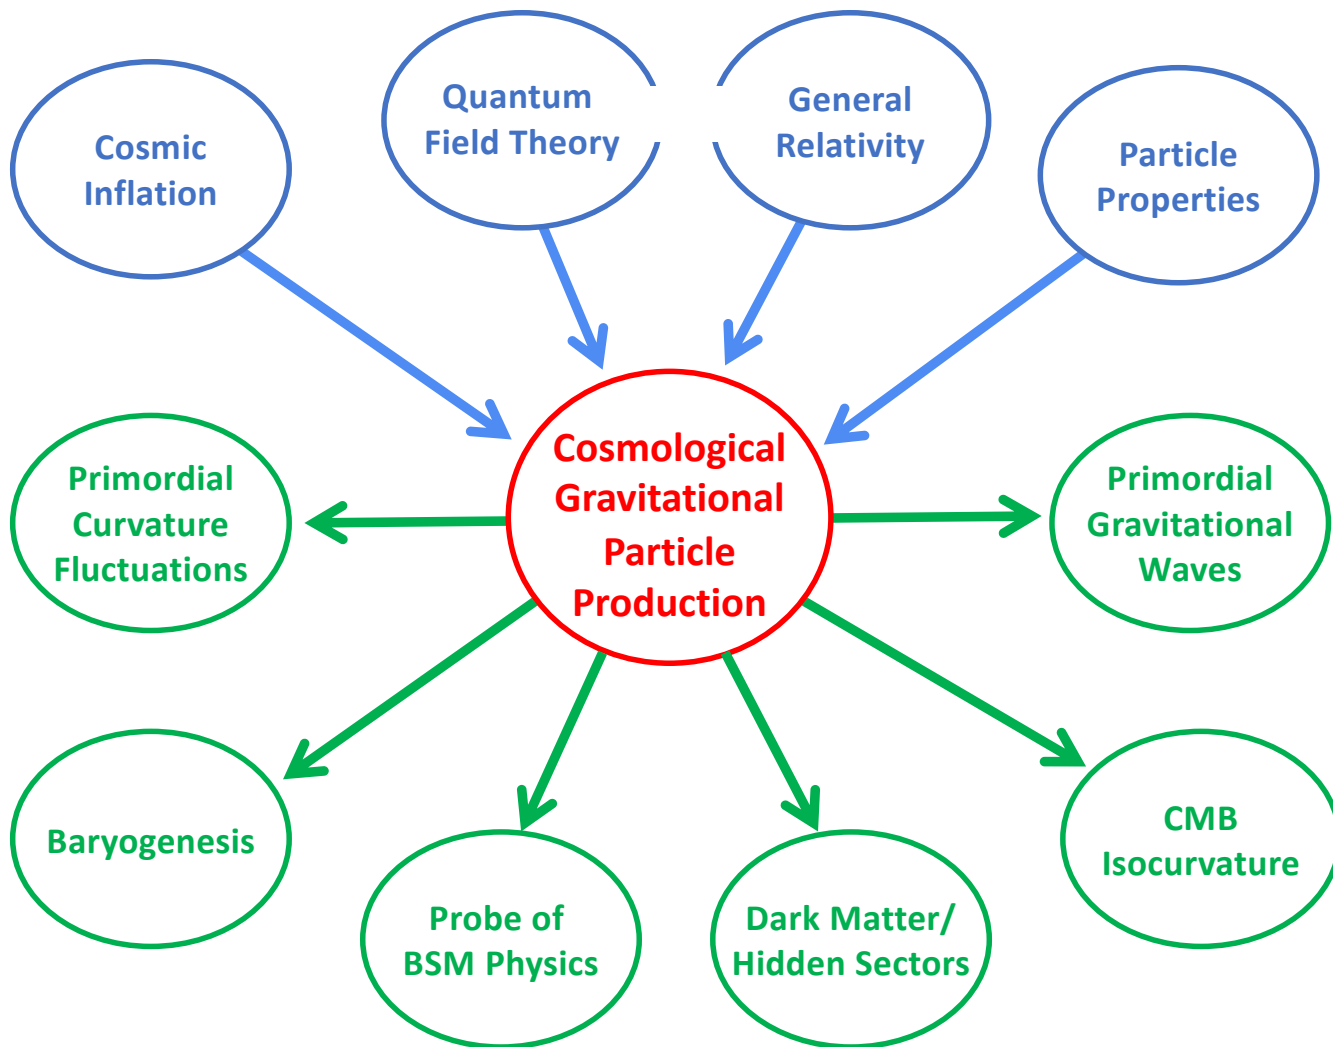 Cosmic
Inflation
Quantum
Field Theory
General
Relativity
Particle
Properties
Cosmological
Gravitational
Particle
Production
Primordial
Curvature
Fluctuations
Primordial
Gravitational
Waves
Baryogenesis
Probe of
BSM Physics
Dark Matter/
Hidden Sectors
CMB
Isocurvature